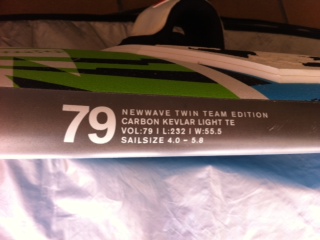 79
NEWWAVE TWIN TEAM EDITION
CARBON KEVLAR LIGHT TE
VOL:79 | L:232 | W:55.5
SAILSIZE 4.0 - 5.8